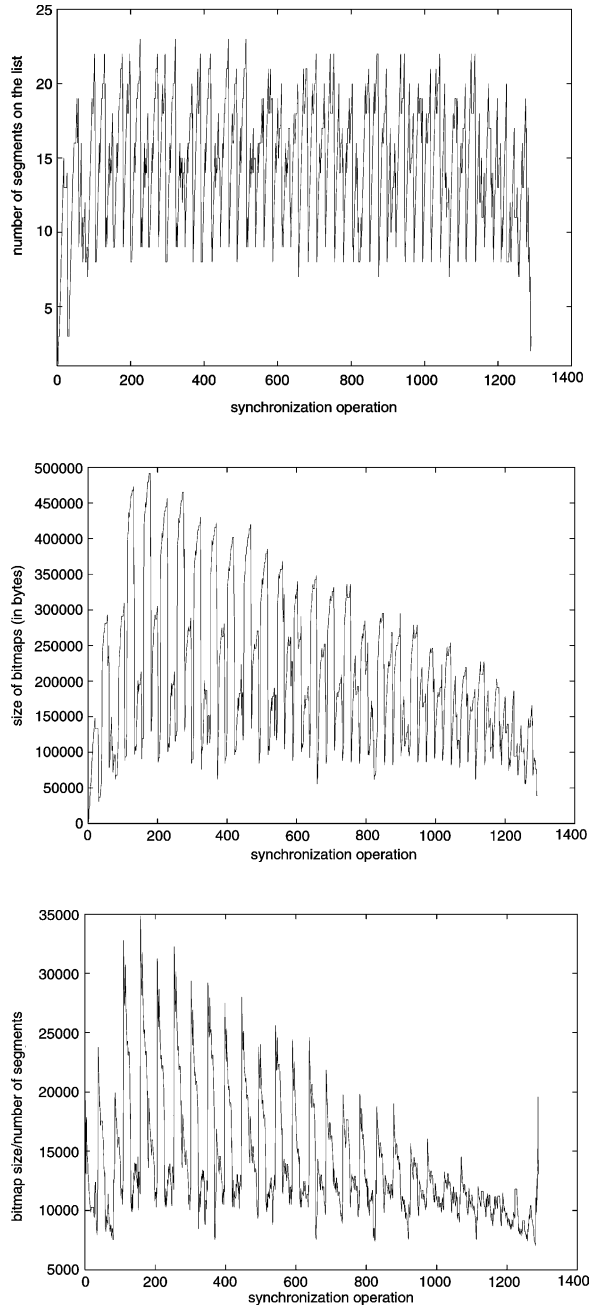 25
20
15
10
5
number of segments on the list
0 200 400 600 800 1000 1200 1400
synchronization operation
500000
450000
400000
350000
300000
250000
200000
150000
100000
50000
0
size of bitmaps (in bytes)
0 200 400 600 800 1000 1200 1400
synchronization operation
35000
30000
25000
20000
15000
10000
5000
bitmap size/number of segments
0 200 400 600 800 1000 1200 1400
synchronization operation